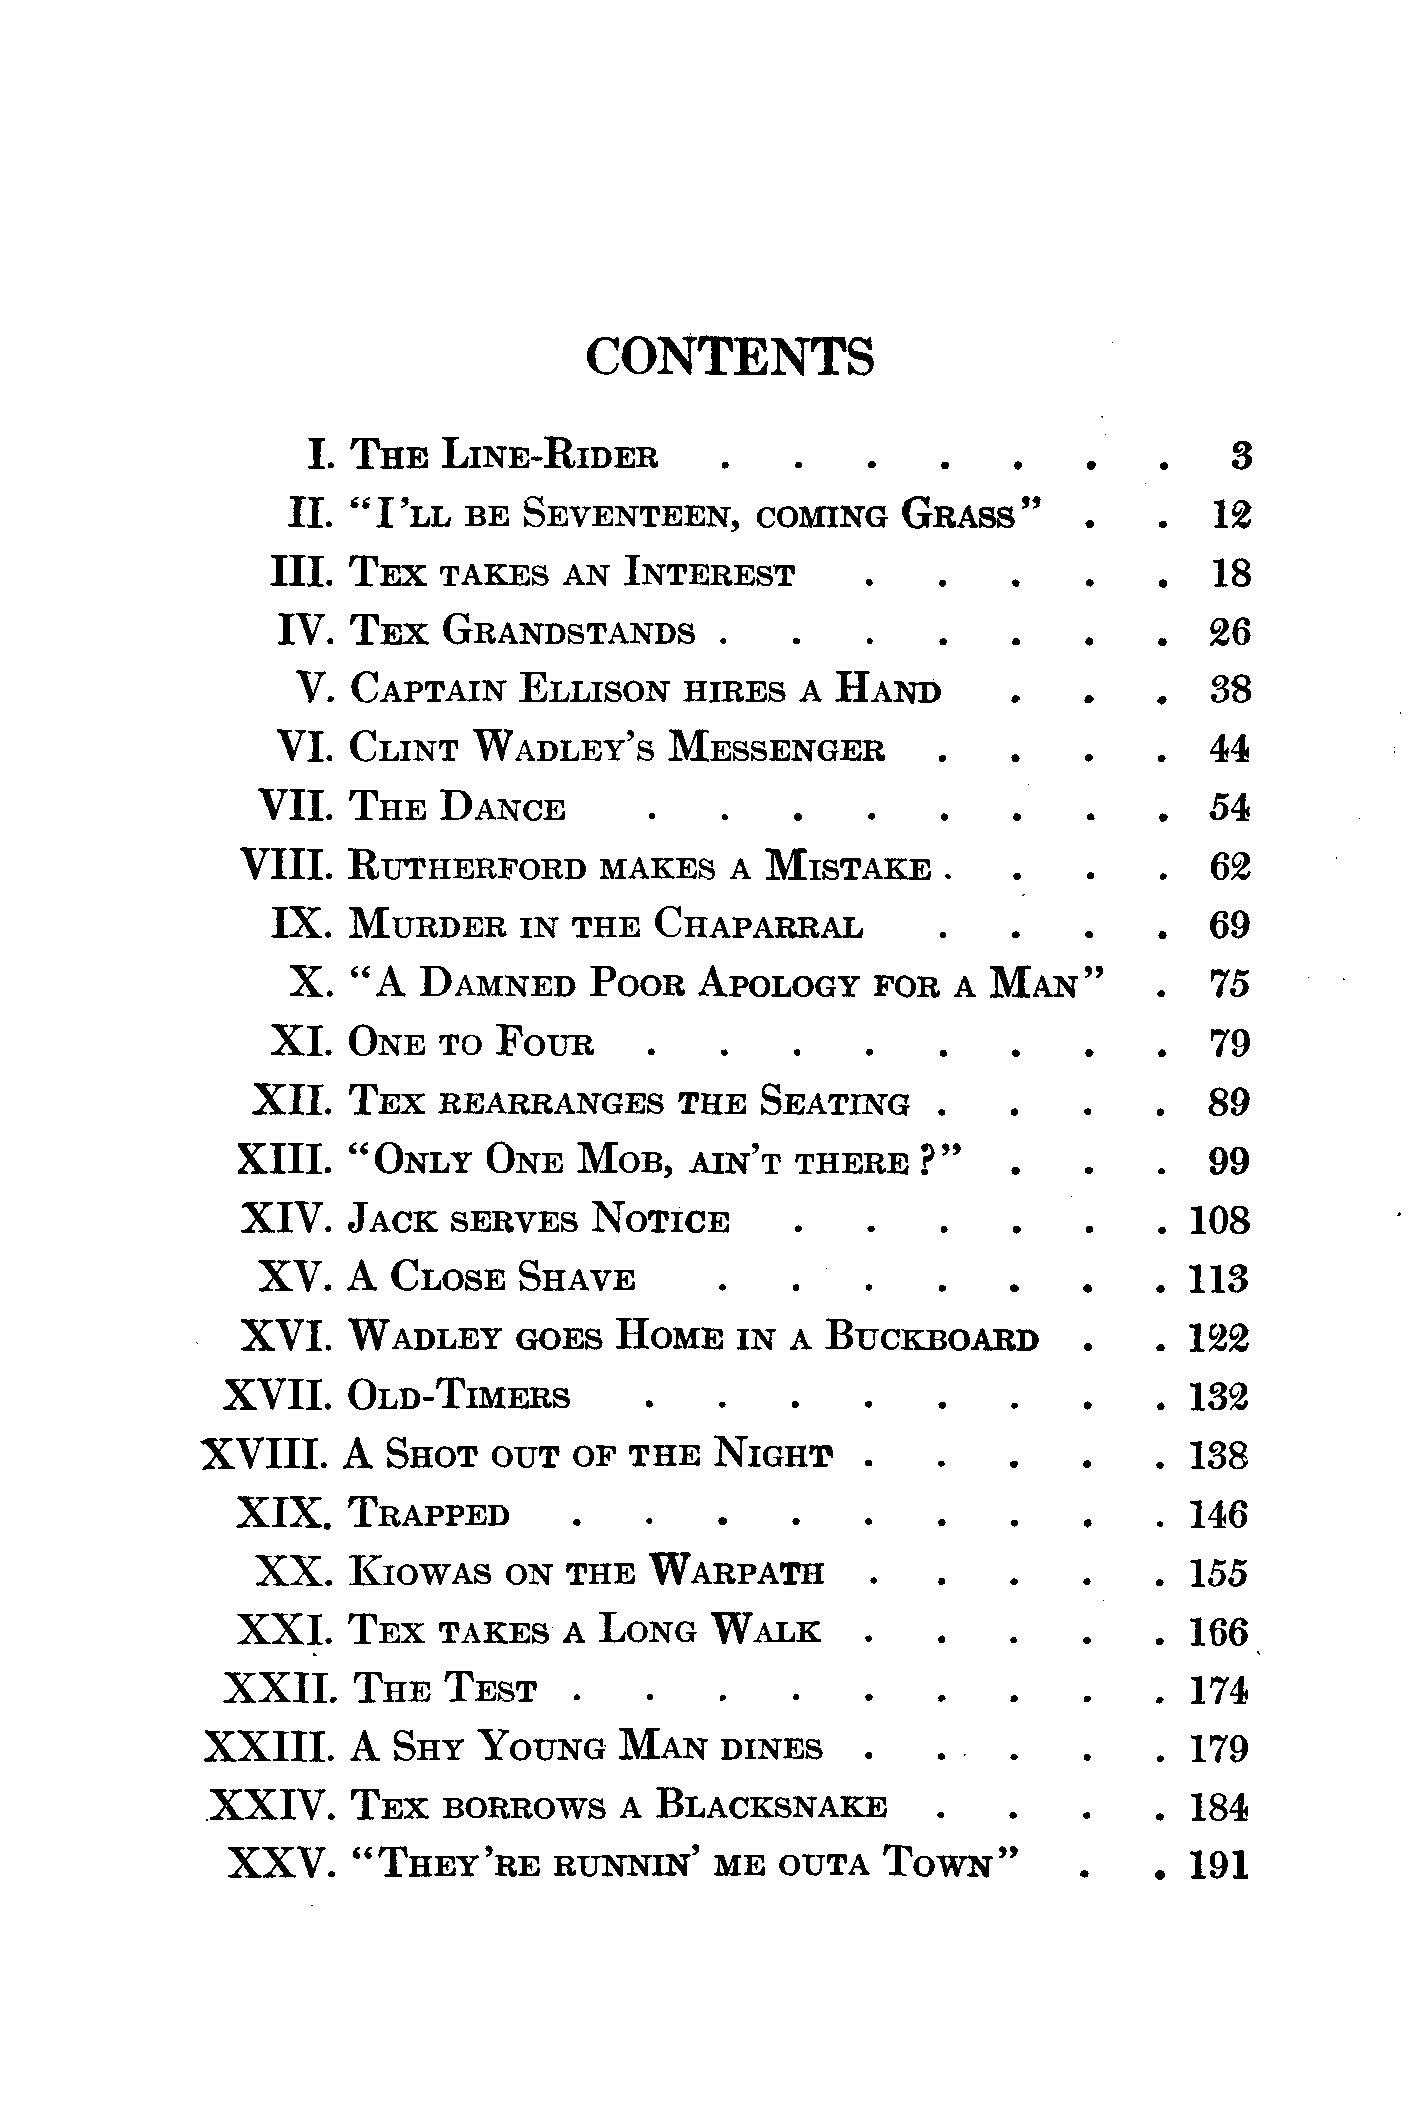 CONTENTS
I. The Line-Rider . . . . . . . 3
II. “I’ll be Seventeen, coming Grass” . . 12
III. Tex takes an Interest . . . . . 18
IV. Tex Grandstands . . . . . . . 26
V. Captain Ellison hires a Hand . . . 38
VI. Clint Wadley’s Messenger . . . . 44
VII. The Dance . . . . . . . . 54
VIII. Rutherford makes a Mistake . . . . 62
IX. Murder in the Chaparral . . . . 69
X. “A Damned Poor Apology for a Man” . 75
XI. One to Four . . . . . . . . 79
XII. Tex rearranges the Seating . . . . 89
XIII. “Only One Mob, ain’t there?” . . . 99
XIV. Jack serves Notice . . . . . . 108
XV. A Close Shave . . . . . . . 113
XVI. Wadley goes Home in a Buckboard . . 122
XVII. Old-Timers . . . . . . . . 132
XVIII. A Shot out of the Night . . . . . 138
XIX. Trapped . . . . . . . . . 146
XX. Kiowas on the Warpath . . . . . 155
XXI. Tex takes a Long Walk . . . . . 166
XXII. The Test . . . . . . . . . 174
XXIII. A Shy Young Man dines . . . . . 179
XXIV. Tex borrows a Blacksnake . . . . 184
XXV. “They’re runnin’ me outa Town” . . 191